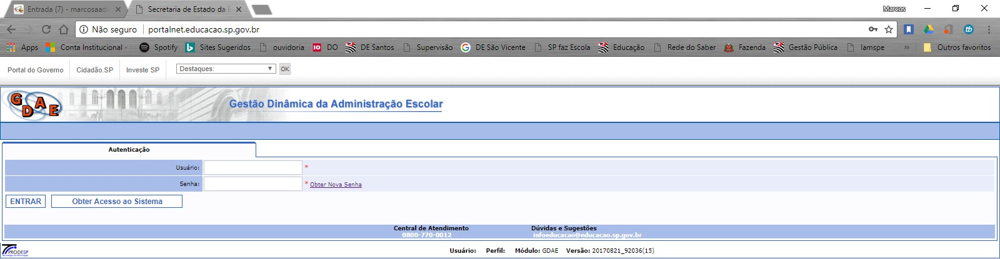 Entrada (7) - marcosaad
Secretaria de Estado da E
Marcos
Não seguro | portalnet.educacao.sp.gov.br
Apps Conta Institucional - Spotify Sites Sugeridos ouvidoria IO DO DE Santos Supervisão DE São Vicente SP faz Escola Educação Rede do Saber Fazenda Gestão Pública Iamspe » Outros favoritos
Portal do Governo Cidadão.SP Investe SP Destaques: OK
GDAE Gestão Dinâmica da Administração Escolar
Autenticação
Usuário: *
Senha: * Obter Nova Senha
ENTRAR Obter Acesso ao Sistema
Central de Atendimento Dúvidas e Sugestões
0800-770-0012 infoeducacao@educacao.sp.gov.br
PRODESP
Tecnologia da Informação
Usuário: Perfil: Módulo: GDAE Versão: 20170821_92036(15)